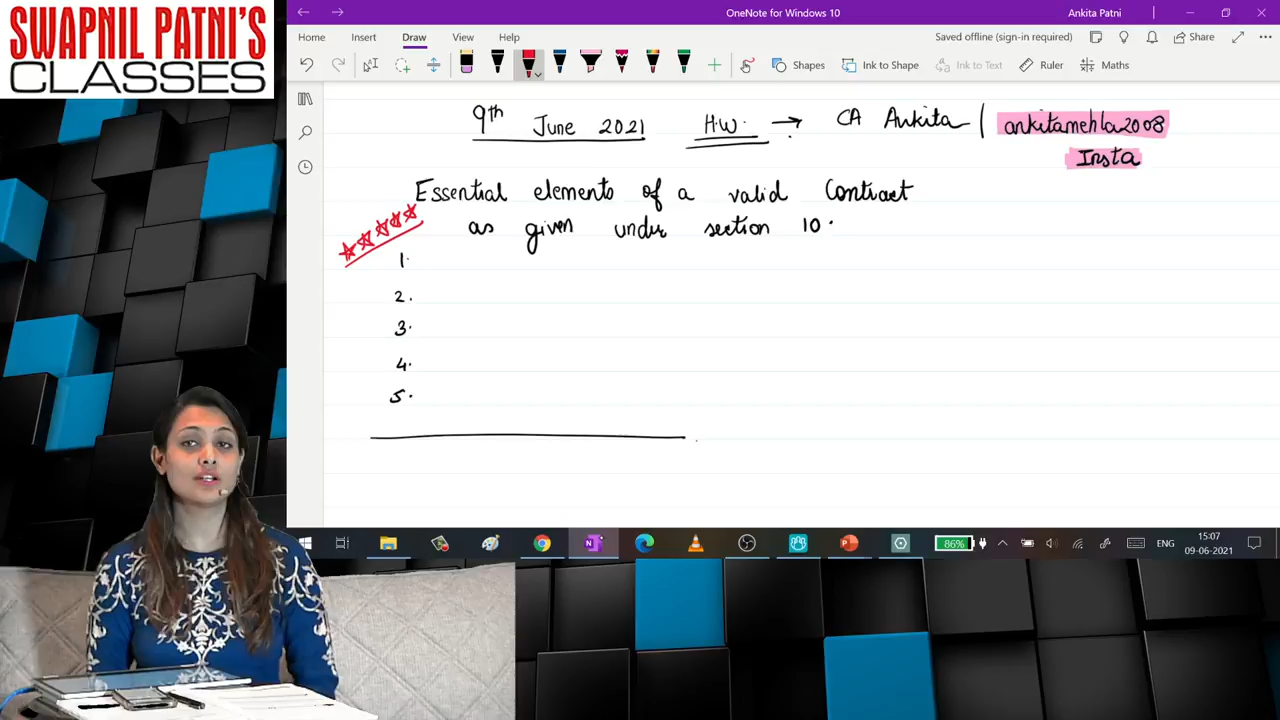 SWAPNIL PATNI'S
CLASSES
OneNote for Windows 10
Ankita Patni
Home Insert Draw View Help
Saved offline (sign-in required)
Share
Shapes
Ink to Shape
Ink to Text
Ruler
Maths
9th June 2021 H.W. → CA Ankita | ankitamehta2008
Insta
Essential elements of a valid Contract
as given under section 10.
1.
2.
3.
4.
5.
86%
ENG
15:07
09-06-2021